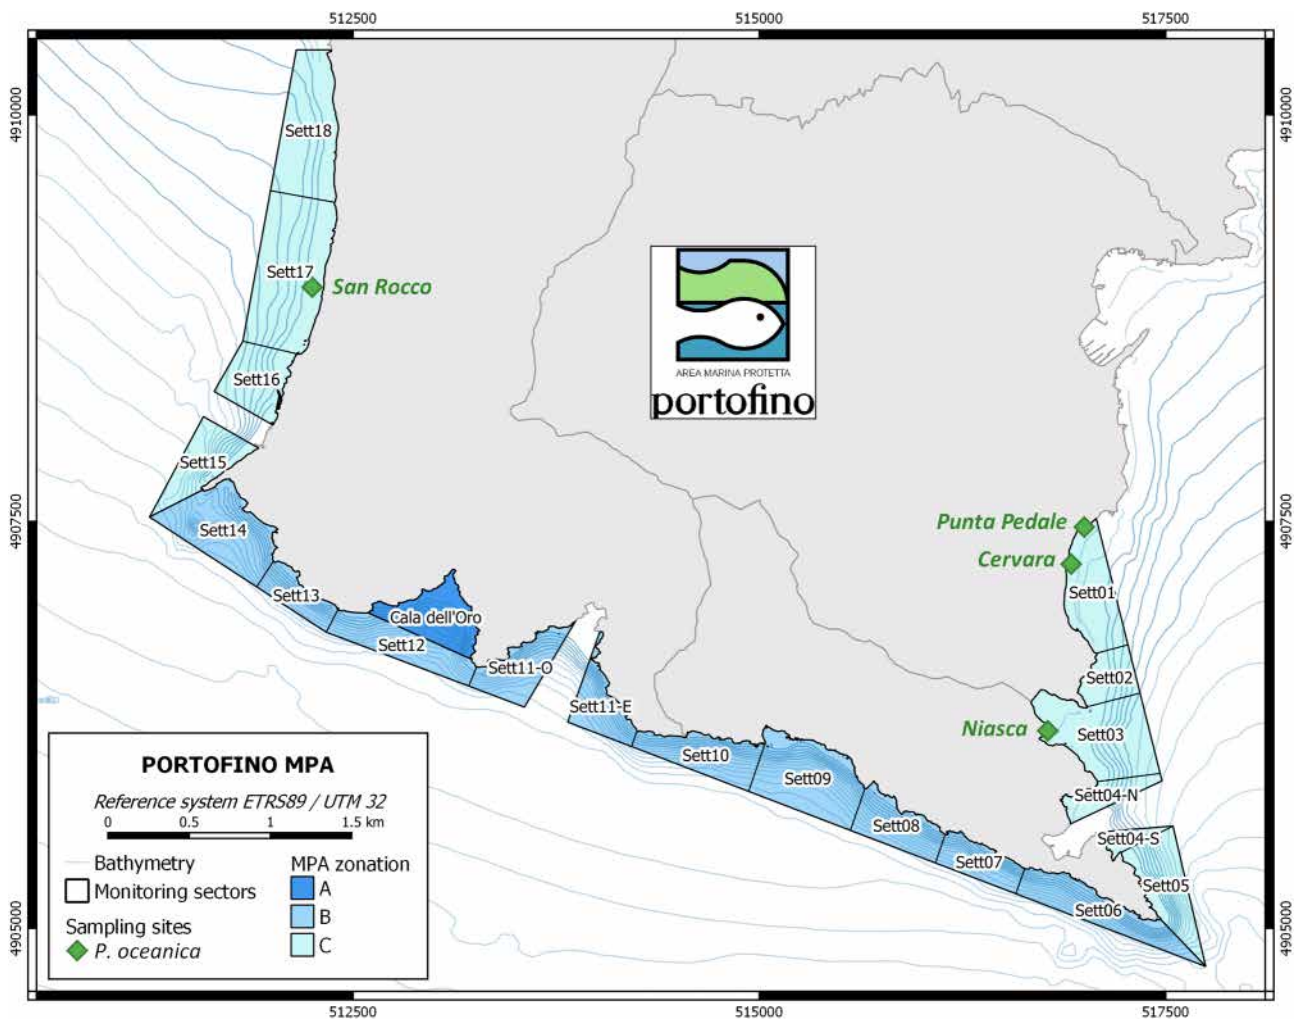 512500
515000
517500
4910000
4910000
Sett18
Sett17
San Rocco
AREA MARINA PROTETTA
portofino
Sett16
Sett15
4907500
4907500
Sett14
Punta Pedale
Cervara
Sett13
Sett01
Cala dell'Oro
Sett12
Sett11-O
Sett02
Sett11-E
Niasca
Sett03
Sett10
Sett09
Sett04-N
Sett08
Sett04-S
Sett07
Sett05
Sett06
4905000
4905000
PORTOFINO MPA
Reference system ETRS89 / UTM 32
0 0.5 1 1.5 km
Bathymetry
Monitoring sectors
Sampling sites
P. oceanica
MPA zonation
A
B
C
512500
515000
517500